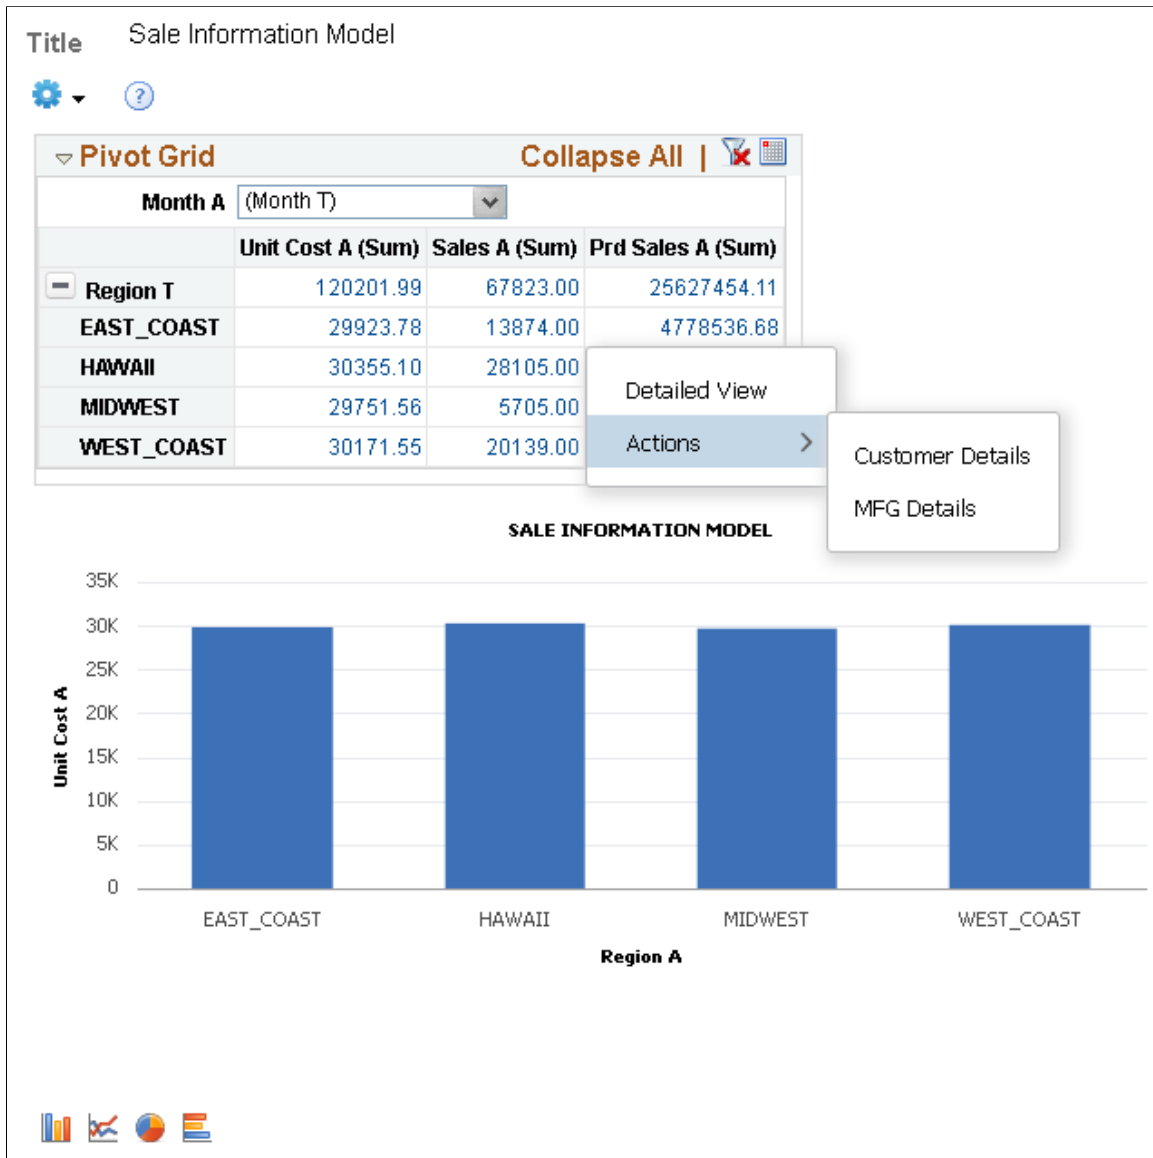 Title Sale Information Model
?
Pivot Grid Collapse All |
Month A (Month T)
Unit Cost A (Sum) Sales A (Sum) Prd Sales A (Sum)
Region T 120201.99 67823.00 25627454.11
EAST_COAST 29923.78 13874.00 4778536.68
HAWAII 30355.10 28105.00
Detailed View
MIDWEST 29751.56 5705.00
Actions
WEST_COAST 30171.55 20139.00
Customer Details
MFG Details
SALE INFORMATION MODEL
35K
30K
25K
20K
15K
10K
5K
0
Unit Cost A
EAST_COAST HAWAII MIDWEST WEST_COAST
Region A